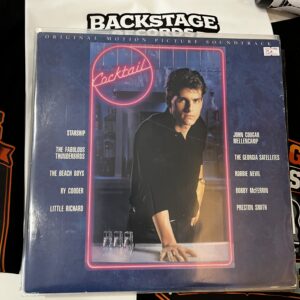 BACKSTAGE
RECORDS
ORIGINAL MOTION PICTURE SOUNDTRACK
Cocktail
STARSHIP
THE FABULOUS
THUNDERBIRDS
THE BEACH BOYS
RY COODER
LITTLE RICHARD
JOHN COUGAR
MELLENCAMP
THE GEORGIA SATELLITES
ROBBIE NEVIL
BOBBY McFERRIN
PRESTON SMITH